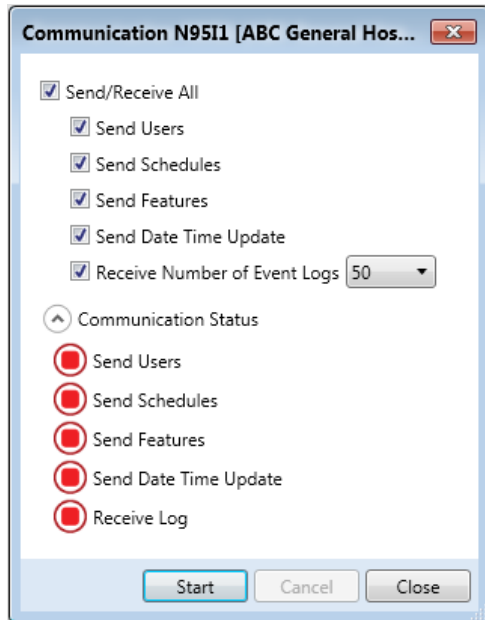 Communication N95I1 [ABC General Hos...
Send/Receive All
Send Users
Send Schedules
Send Features
Send Date Time Update
Receive Number of Event Logs 50
Communication Status
Send Users
Send Schedules
Send Features
Send Date Time Update
Receive Log
Start Cancel Close